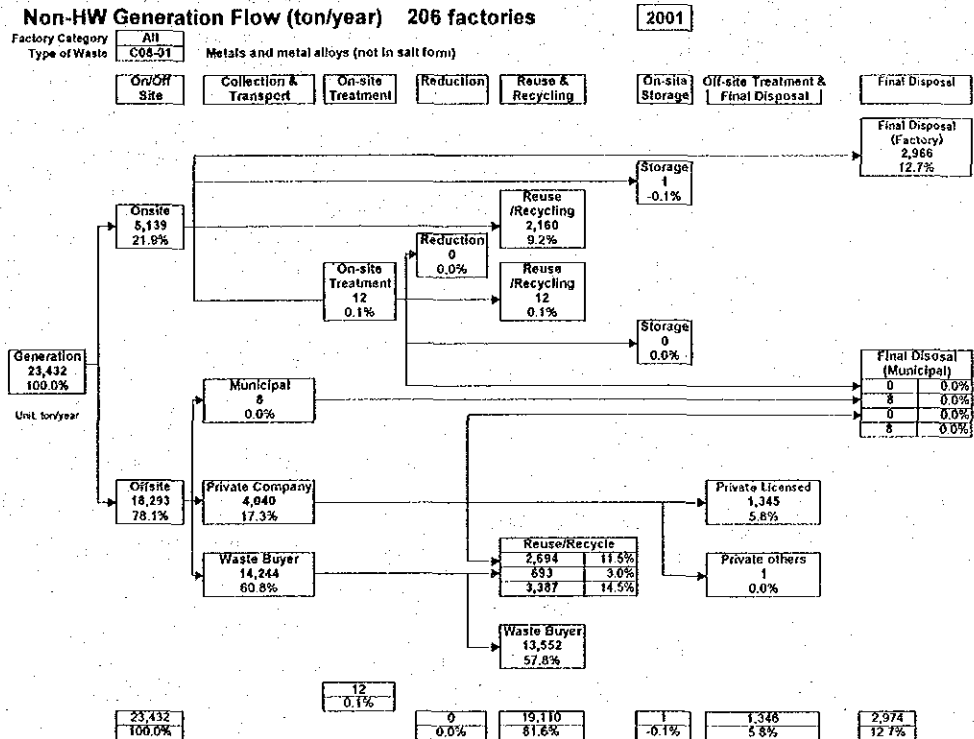 Non-HW Generation Flow (ton/year) 206 factories 2001
Factory Category All
Type of Waste C08-01 Metals and metal alloys (not in salt form)
On/Off Site
Collection & Transport
On-site Treatment
Reduction
Reuse & Recycling
On-site Storage
Off-site Treatment & Final Disposal
Final Disposal
Final Disposal
(Factory)
2,966
12.7%
Storage
1
-0.1%
Onsite
5,139
21.9%
Reuse
/Recycling
2,160
9.2%
Reduction
0
0.0%
On-site
Treatment
12
0.1%
Reuse
/Recycling
12
0.1%
Storage
0
0.0%
Generation
23,432
100.0%
Unit: ton/year
Municipal
8
0.0%
Final Disosal
(Municipal)
0 0.0%
8 0.0%
0 0.0%
8 0.0%
Offsite
18,293
78.1%
Private Company
4,040
17.3%
Private Licensed
1,345
5.8%
Waste Buyer
14,244
60.8%
Reuse/Recycle
2,694 11.5%
693 3.0%
3,387 14.5%
Private others
1
0.0%
Waste Buyer
13,552
57.8%
12
0.1%
23,432 0 19,110 1 1,346 2,974
100.0% 0.0% 81.6% -0.1% 5.8% 12.7%